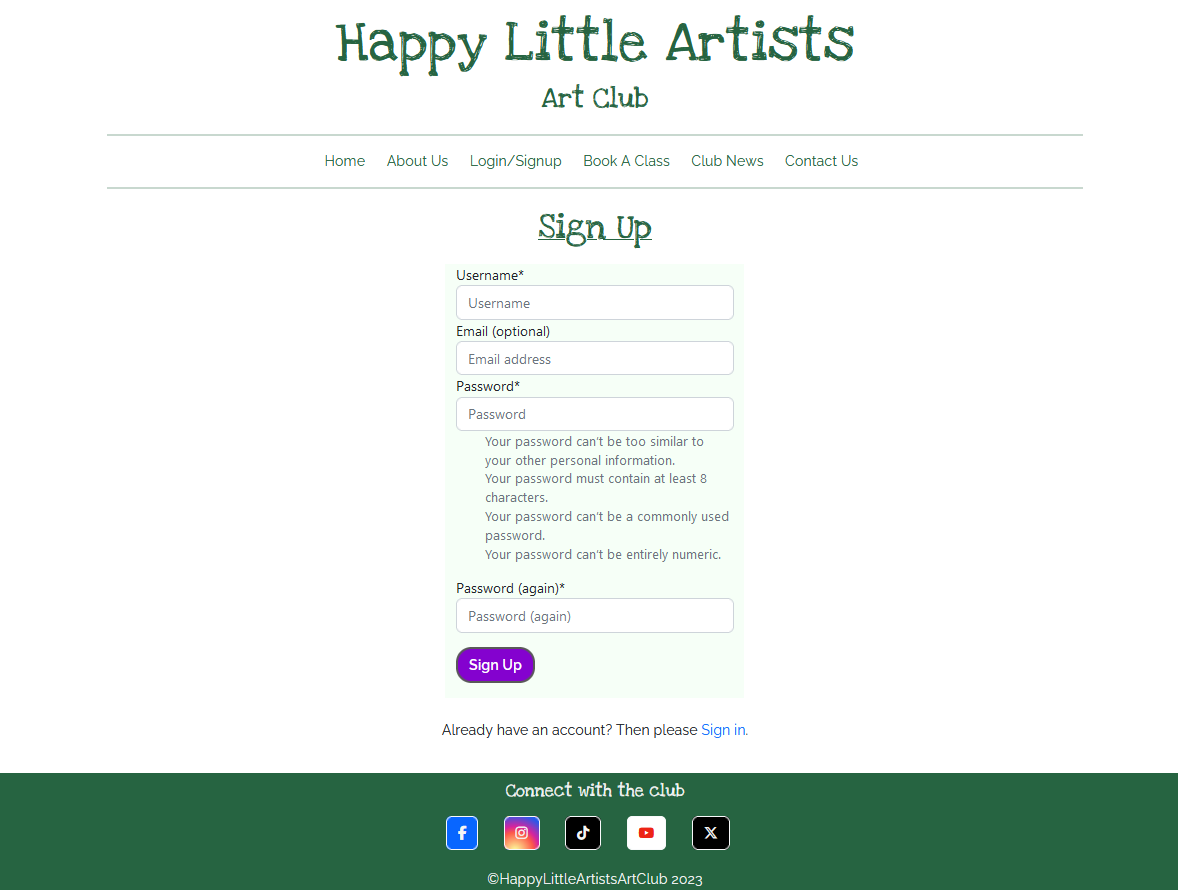 Happy Little Artists
Art Club
Home About Us Login/Signup Book A Class Club News Contact Us
Sign Up
Username*
Username
Email (optional)
Email address
Password*
Password
Your password can't be too similar to
your other personal information.
Your password must contain at least 8
characters.
Your password can't be a commonly used
password.
Your password can't be entirely numeric.
Password (again)*
Password (again)
Sign Up
Already have an account? Then please Sign in.
Connect with the club
©HappyLittleArtistsArtClub 2023